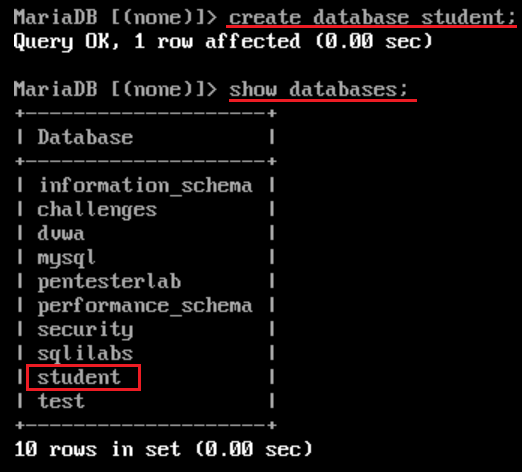 MariaDB [(none)]> create database student;
Query OK, 1 row affected (0.00 sec)
MariaDB [(none)]> show databases;
+--------------------+
| Database           |
+--------------------+
| information_schema |
| challenges         |
| dvwa               |
| mysql              |
| pentesterlab       |
| performance_schema |
| security           |
| sqlilabs           |
| student            |
| test               |
+--------------------+
10 rows in set (0.00 sec)